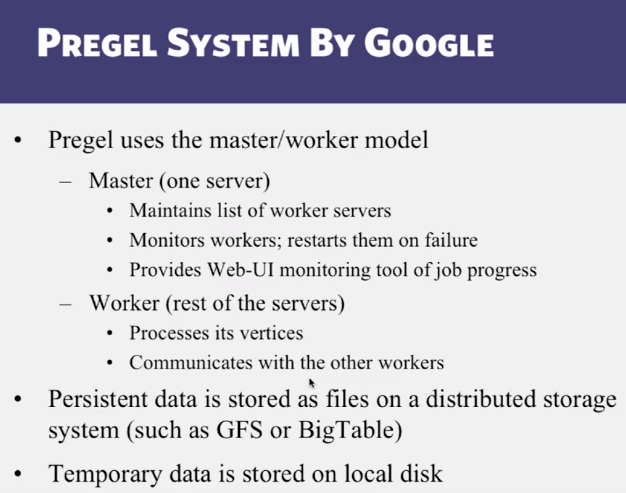 PREGEL SYSTEM BY GOOGLE
• Pregel uses the master/worker model
– Master (one server)
• Maintains list of worker servers
• Monitors workers; restarts them on failure
• Provides Web-UI monitoring tool of job progress
– Worker (rest of the servers)
• Processes its vertices
• Communicates with the other workers
• Persistent data is stored as files on a distributed storage
system (such as GFS or BigTable)
• Temporary data is stored on local disk